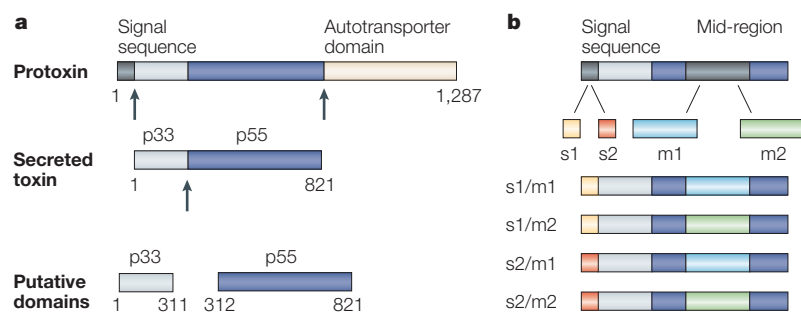 a
Signal
sequence
Autotransporter
domain
Protoxin
1
1,287
p33
p55
Secreted
toxin
1
821
p33
p55
Putative
domains
1
311
312
821
b
Signal
sequence
Mid-region
s1
s2
m1
m2
s1/m1
s1/m2
s2/m1
s2/m2